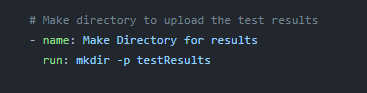 # Make directory to upload the test results
- name: Make Directory for results
run: mkdir -p testResults